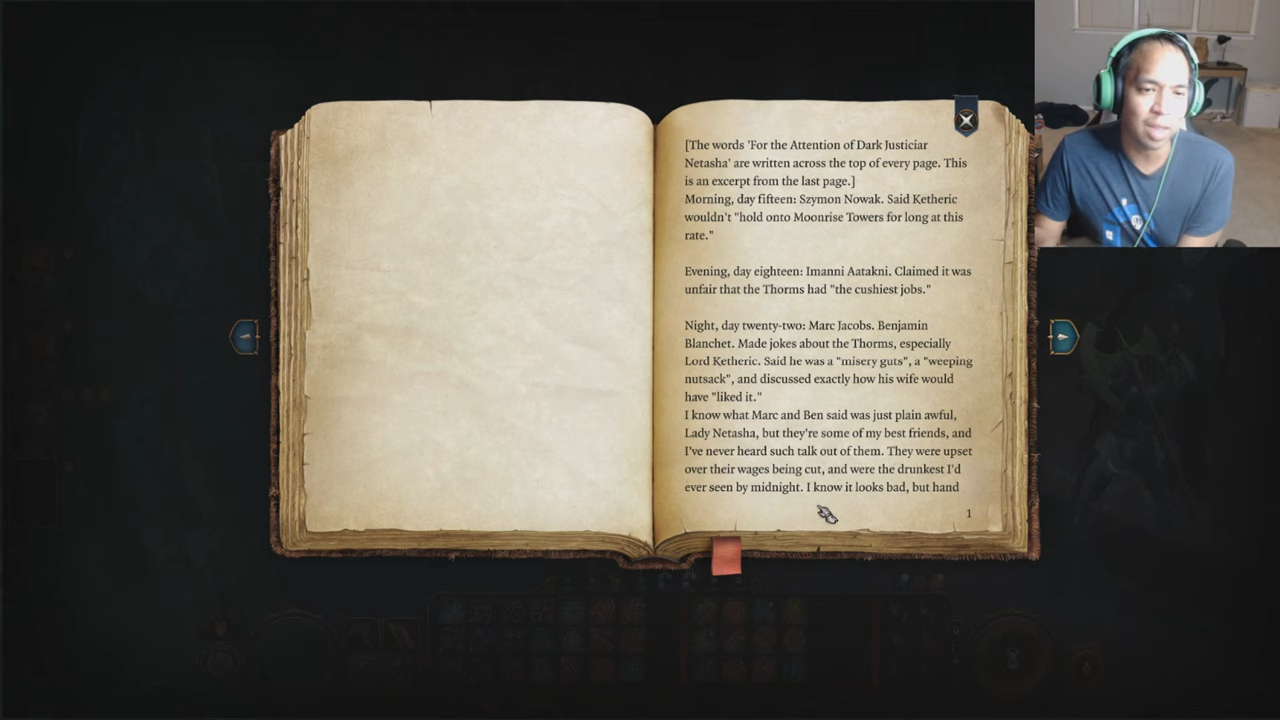 [The words 'For the Attention of Dark Justiciar
Netasha' are written across the top of every page. This
is an excerpt from the last page.]
Morning, day fifteen: Szymon Nowak. Said Ketheric
wouldn't "hold onto Moonrise Towers for long at this
rate."
Evening, day eighteen: Imanni Aatakni. Claimed it was
unfair that the Thorms had "the cushiest jobs."
Night, day twenty-two: Marc Jacobs. Benjamin
Blanchet. Made jokes about the Thorms, especially
Lord Ketheric. Said he was a "misery guts", a "weeping
nutsack", and discussed exactly how his wife would
have "liked it."
I know what Marc and Ben said was just plain awful,
Lady Netasha, but they're some of my best friends, and
I've never heard such talk out of them. They were upset
over their wages being cut, and were the drunkest I'd
ever seen by midnight. I know it looks bad, but hand
1